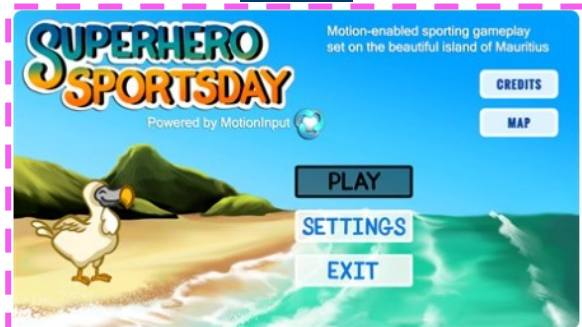 SUPERHERO
SPORTSDAY
Powered by MotionInput
Motion-enabled sporting gameplay
set on the beautiful island of Mauritius
CREDITS
MAP
PLAY
SETTINGS
EXIT